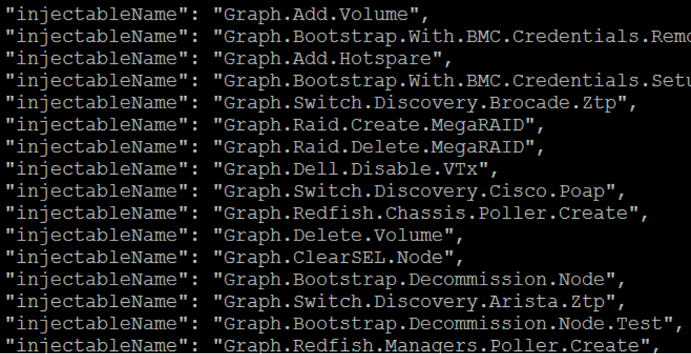 "injectableName": "Graph.Add.Volume",
"injectableName": "Graph.Bootstrap.With.BMC.Credentials.Remo
"injectableName": "Graph.Add.Hotspare",
"injectableName": "Graph.Bootstrap.With.BMC.Credentials.Setu
"injectableName": "Graph.Switch.Discovery.Brocade.Ztp",
"injectableName": "Graph.Raid.Create.MegaRAID",
"injectableName": "Graph.Raid.Delete.MegaRAID",
"injectableName": "Graph.Dell.Disable.VTx",
"injectableName": "Graph.Switch.Discovery.Cisco.Poap",
"injectableName": "Graph.Redfish.Chassis.Poller.Create",
"injectableName": "Graph.Delete.Volume",
"injectableName": "Graph.ClearSEL.Node",
"injectableName": "Graph.Bootstrap.Decommission.Node",
"injectableName": "Graph.Switch.Discovery.Arista.Ztp",
"injectableName": "Graph.Bootstrap.Decommission.Node.Test",
"injectableName": "Graph.Redfish.Managers.Poller.Create",